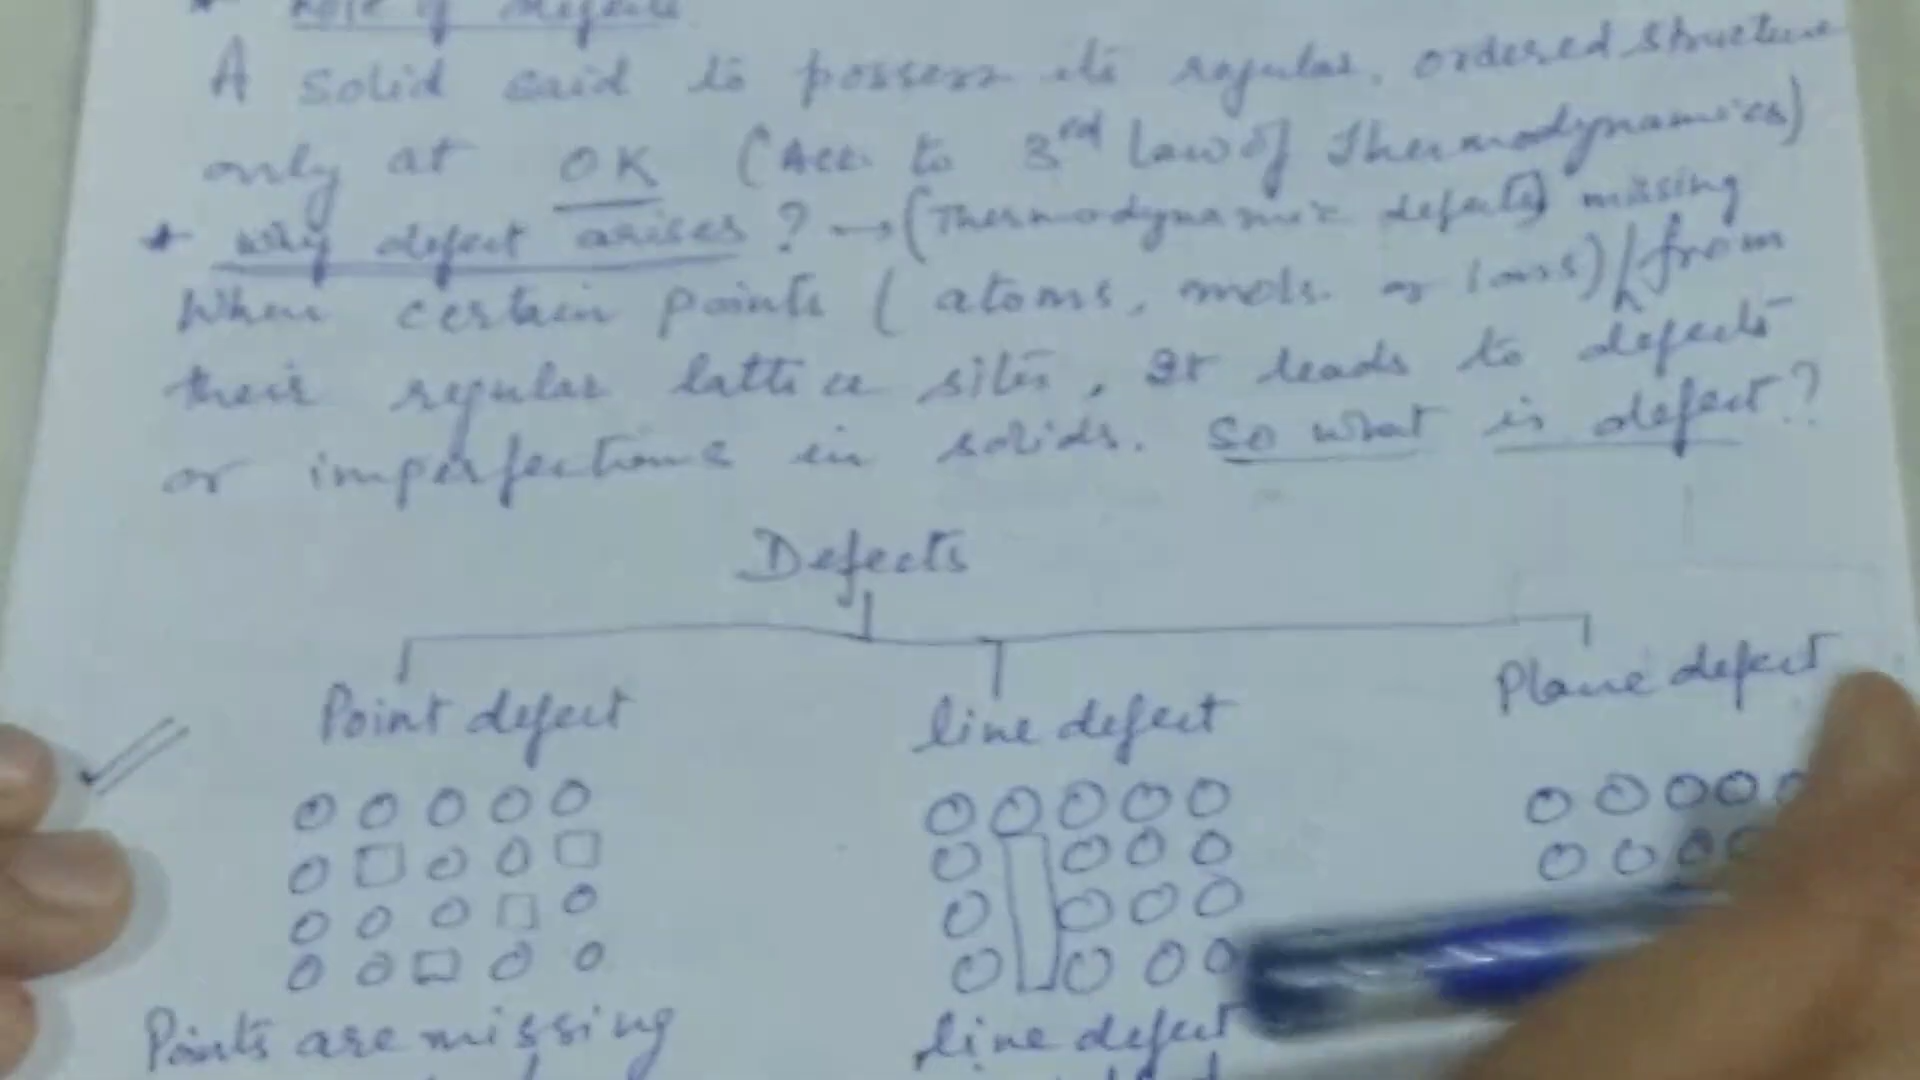 Role of defects
A solid said to possess its regular, ordered structure
only at 0K (Acc. to 3rd law of Thermodynamics)
* Why defect arises? → (Thermodynamic defects)
When certain points (atoms, mols. or ions) missing from
their regular lattice sites, It leads to defects
or imperfections in solids. So what is defect?
Defects
Point defect line defect Plane defect
Points are missing line defect